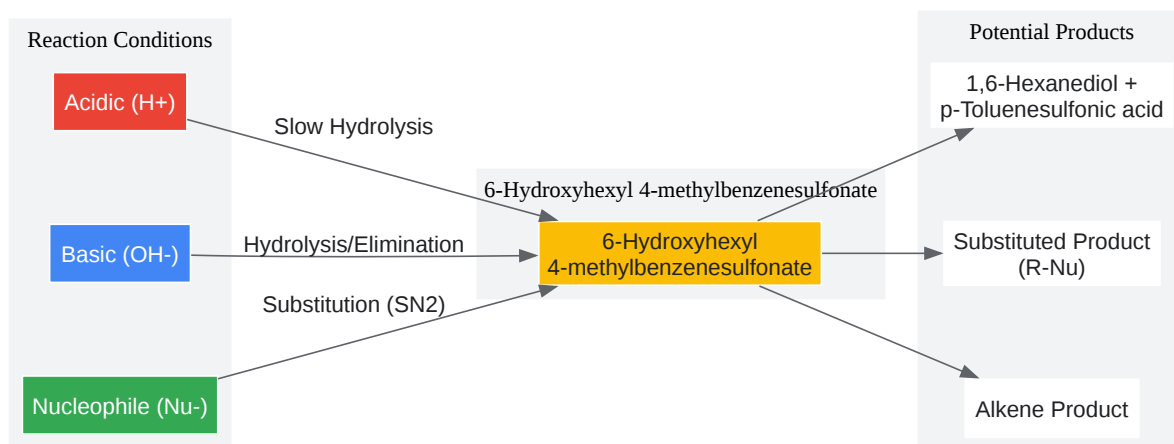 Reaction Conditions
Acidic (H+)
Basic (OH-)
Nucleophile (Nu-)
Slow Hydrolysis
Hydrolysis/Elimination
Substitution (SN2)
6-Hydroxyhexyl 4-methylbenzenesulfonate
6-Hydroxyhexyl
4-methylbenzenesulfonate
Potential Products
1,6-Hexanediol +
p-Toluenesulfonic acid
Substituted Product
(R-Nu)
Alkene Product